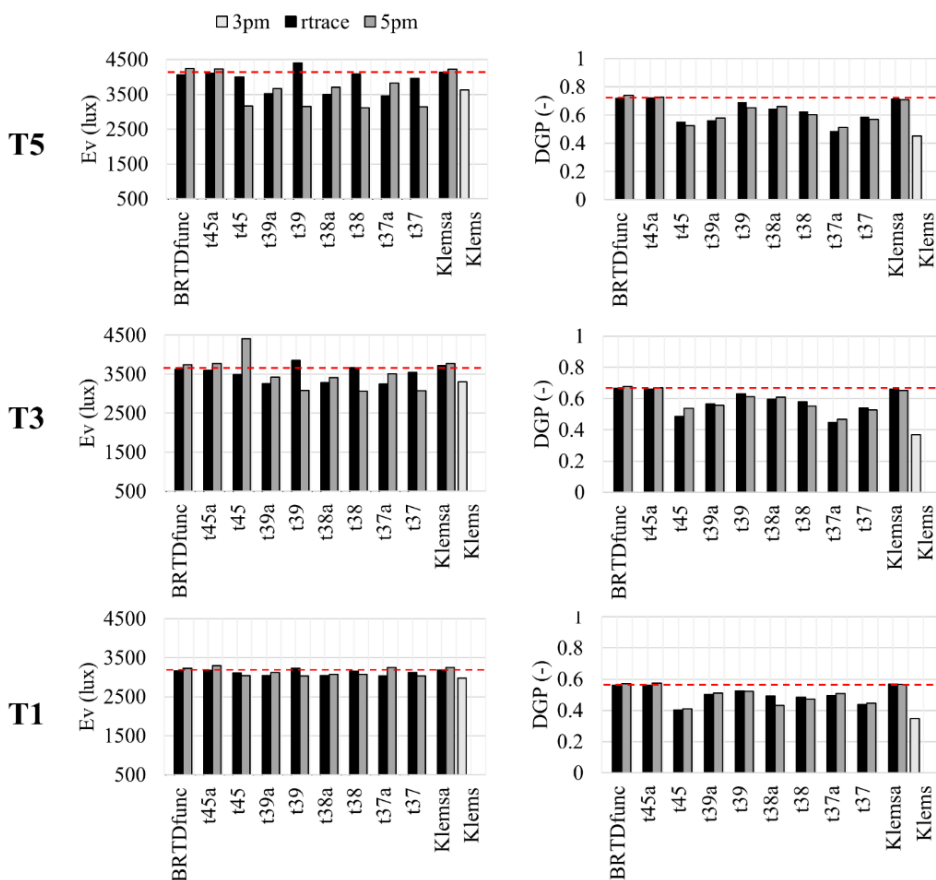 3pm rtrace 5pm
T5
Ev (lux)
4500
3500
2500
1500
500
BRTDfunc t45a t45 t39a t39 t38a t38 t37a t37 Klemsa Klems
DGP (-)
1
0.8
0.6
0.4
0.2
0
BRTDfunc t45a t45 t39a t39 t38a t38 t37a t37 Klemsa Klems
T3
Ev (lux)
4500
3500
2500
1500
500
BRTDfunc t45a t45 t39a t39 t38a t38 t37a t37 Klemsa Klems
DGP (-)
1
0.8
0.6
0.4
0.2
0
BRTDfunc t45a t45 t39a t39 t38a t38 t37a t37 Klemsa Klems
T1
Ev (lux)
4500
3500
2500
1500
500
BRTDfunc t45a t45 t39a t39 t38a t38 t37a t37 Klemsa Klems
DGP (-)
1
0.8
0.6
0.4
0.2
0
BRTDfunc t45a t45 t39a t39 t38a t38 t37a t37 Klemsa Klems